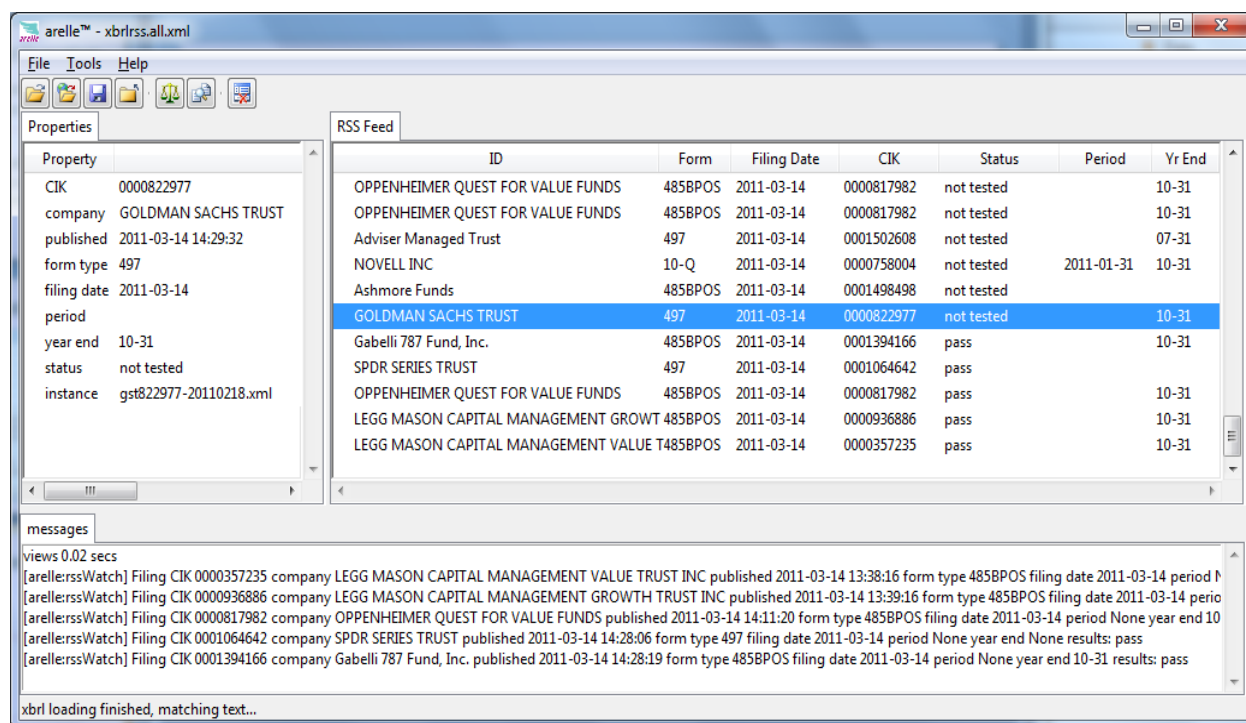 arelle™ - xbrlrss.all.xml
File Tools Help
Properties
RSS Feed
Property
CIK 0000822977
company GOLDMAN SACHS TRUST
published 2011-03-14 14:29:32
form type 497
filing date 2011-03-14
period
year end 10-31
status not tested
instance gst822977-20110218.xml
ID Form Filing Date CIK Status Period Yr End
OPPENHEIMER QUEST FOR VALUE FUNDS 485BPOS 2011-03-14 0000817982 not tested 10-31
OPPENHEIMER QUEST FOR VALUE FUNDS 485BPOS 2011-03-14 0000817982 not tested 10-31
Adviser Managed Trust 497 2011-03-14 0001502608 not tested 07-31
NOVELL INC 10-Q 2011-03-14 0000758004 not tested 2011-01-31 10-31
Ashmore Funds 485BPOS 2011-03-14 0001498498 not tested
GOLDMAN SACHS TRUST 497 2011-03-14 0000822977 not tested 10-31
Gabelli 787 Fund, Inc. 485BPOS 2011-03-14 0001394166 pass 10-31
SPDR SERIES TRUST 497 2011-03-14 0001064642 pass
OPPENHEIMER QUEST FOR VALUE FUNDS 485BPOS 2011-03-14 0000817982 pass 10-31
LEGG MASON CAPITAL MANAGEMENT GROWT 485BPOS 2011-03-14 0000936886 pass 10-31
LEGG MASON CAPITAL MANAGEMENT VALUE T 485BPOS 2011-03-14 0000357235 pass 10-31
messages
views 0.02 secs
[arelle:rssWatch] Filing CIK 0000357235 company LEGG MASON CAPITAL MANAGEMENT VALUE TRUST INC published 2011-03-14 13:38:16 form type 485BPOS filing date 2011-03-14 period N
[arelle:rssWatch] Filing CIK 0000936886 company LEGG MASON CAPITAL MANAGEMENT GROWTH TRUST INC published 2011-03-14 13:39:16 form type 485BPOS filing date 2011-03-14 perio
[arelle:rssWatch] Filing CIK 0000817982 company OPPENHEIMER QUEST FOR VALUE FUNDS published 2011-03-14 14:11:20 form type 485BPOS filing date 2011-03-14 period None year end 10
[arelle:rssWatch] Filing CIK 0001064642 company SPDR SERIES TRUST published 2011-03-14 14:28:06 form type 497 filing date 2011-03-14 period None year end None results: pass
[arelle:rssWatch] Filing CIK 0001394166 company Gabelli 787 Fund, Inc. published 2011-03-14 14:28:19 form type 485BPOS filing date 2011-03-14 period None year end 10-31 results: pass
xbrl loading finished, matching text...